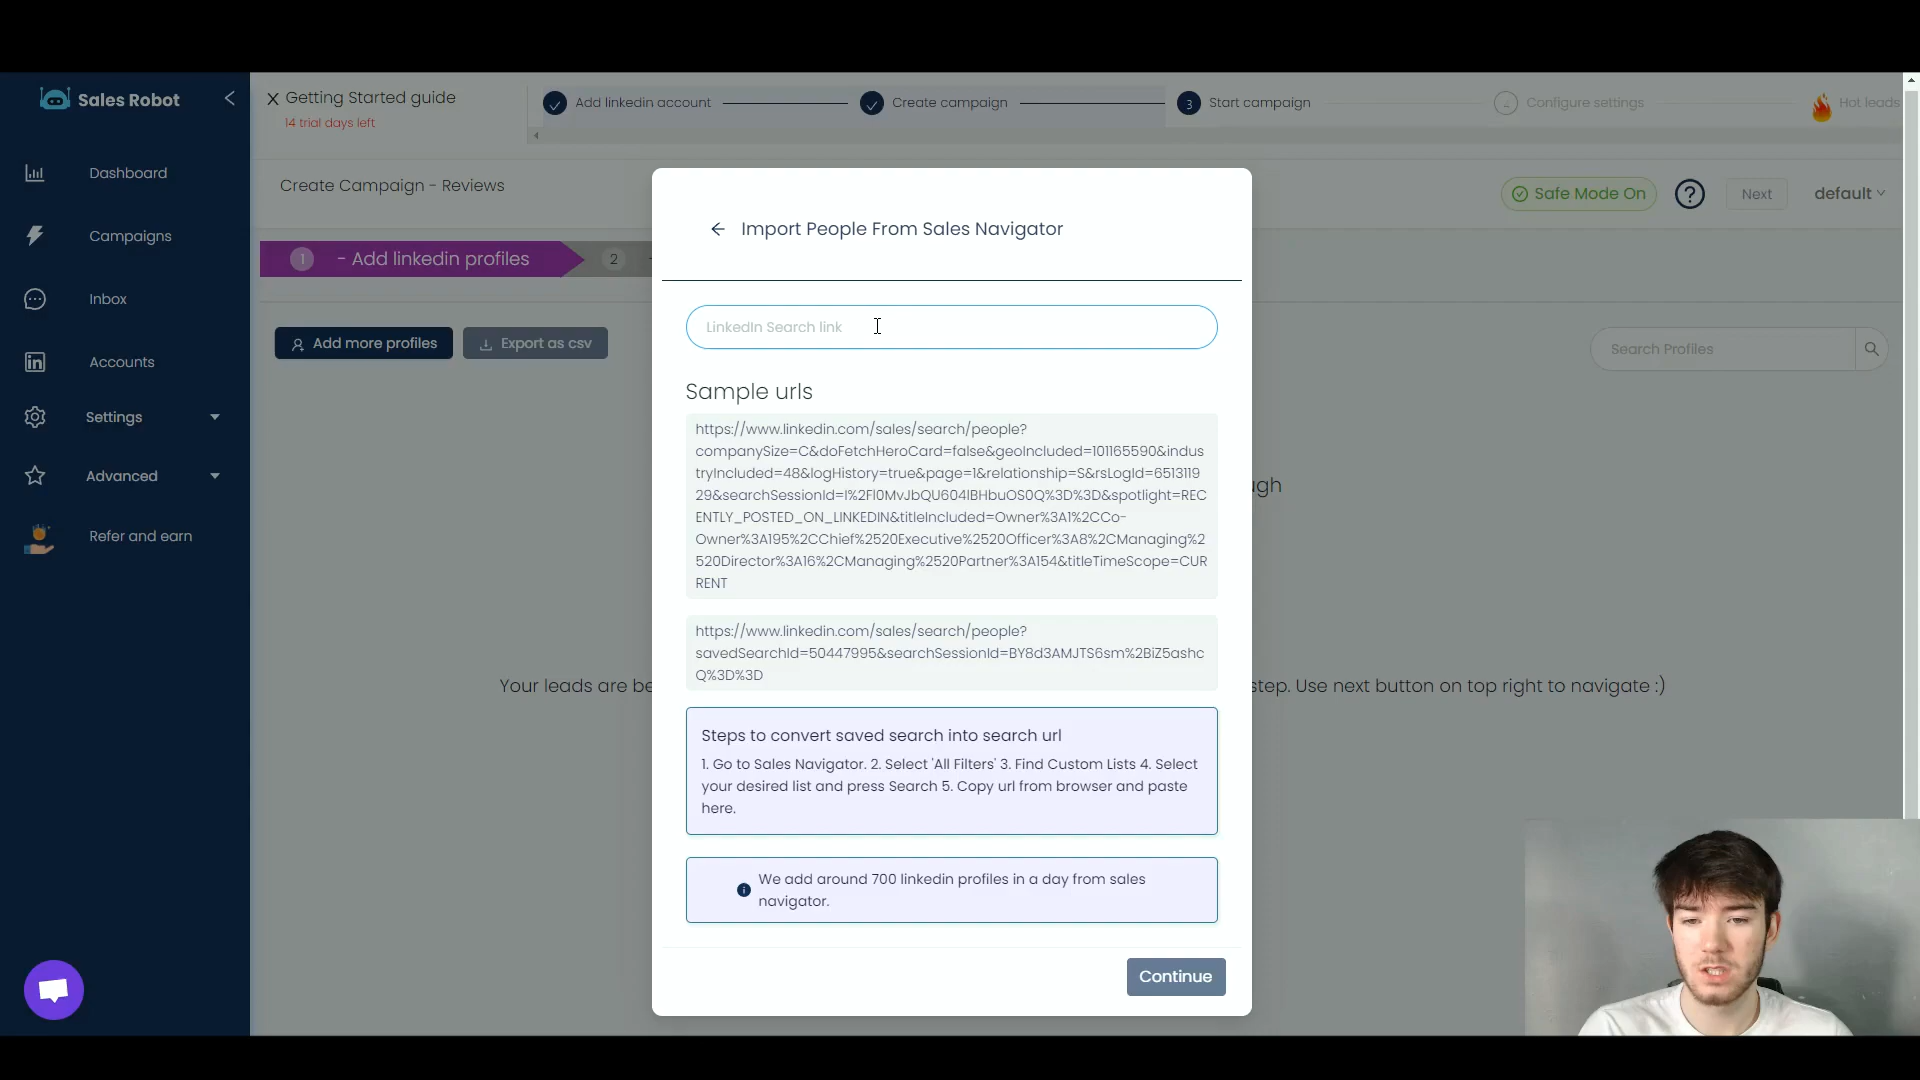 Sales Robot
Getting Started guide
14 trial days left
Add linkedin account
Create campaign
3 Start campaign
Configure settings
Hot leads
Create Campaign - Reviews
Safe Mode On
?
Next
default
1 - Add linkedin profiles
2
Dashboard
Campaigns
Inbox
Accounts
Settings
Advanced
Refer and earn
Add more profiles
Export as csv
Search Profiles
Your leads are be
step. Use next button on top right to navigate :)
Import People From Sales Navigator
LinkedIn Search link
Sample urls
https://www.linkedin.com/sales/search/people?
companySize=C&doFetchHeroCard=false&geoIncluded=101165590&indus
tryIncluded=48&logHistory=true&page=1&relationship=S&rsLogId=6513119
29&searchSessionId=I%2Fl0MvJbQU604lBHbuOS0Q%3D%3D&spotlight=REC
ENTLY_POSTED_ON_LINKEDIN&titleIncluded=Owner%3A1%2CCo-
Owner%3A195%2CChief%2520Executive%2520Officer%3A8%2CManaging%2
520Director%3A16%2CManaging%2520Partner%3A154&titleTimeScope=CUR
RENT
https://www.linkedin.com/sales/search/people?
savedSearchId=50447995&searchSessionId=BY8d3AMJTS6sm%2BiZ5ashc
Q%3D%3D
Steps to convert saved search into search url
1. Go to Sales Navigator. 2. Select 'All Filters' 3. Find Custom Lists 4. Select
your desired list and press Search 5. Copy url from browser and paste
here.
We add around 700 linkedin profiles in a day from sales
navigator.
Continue